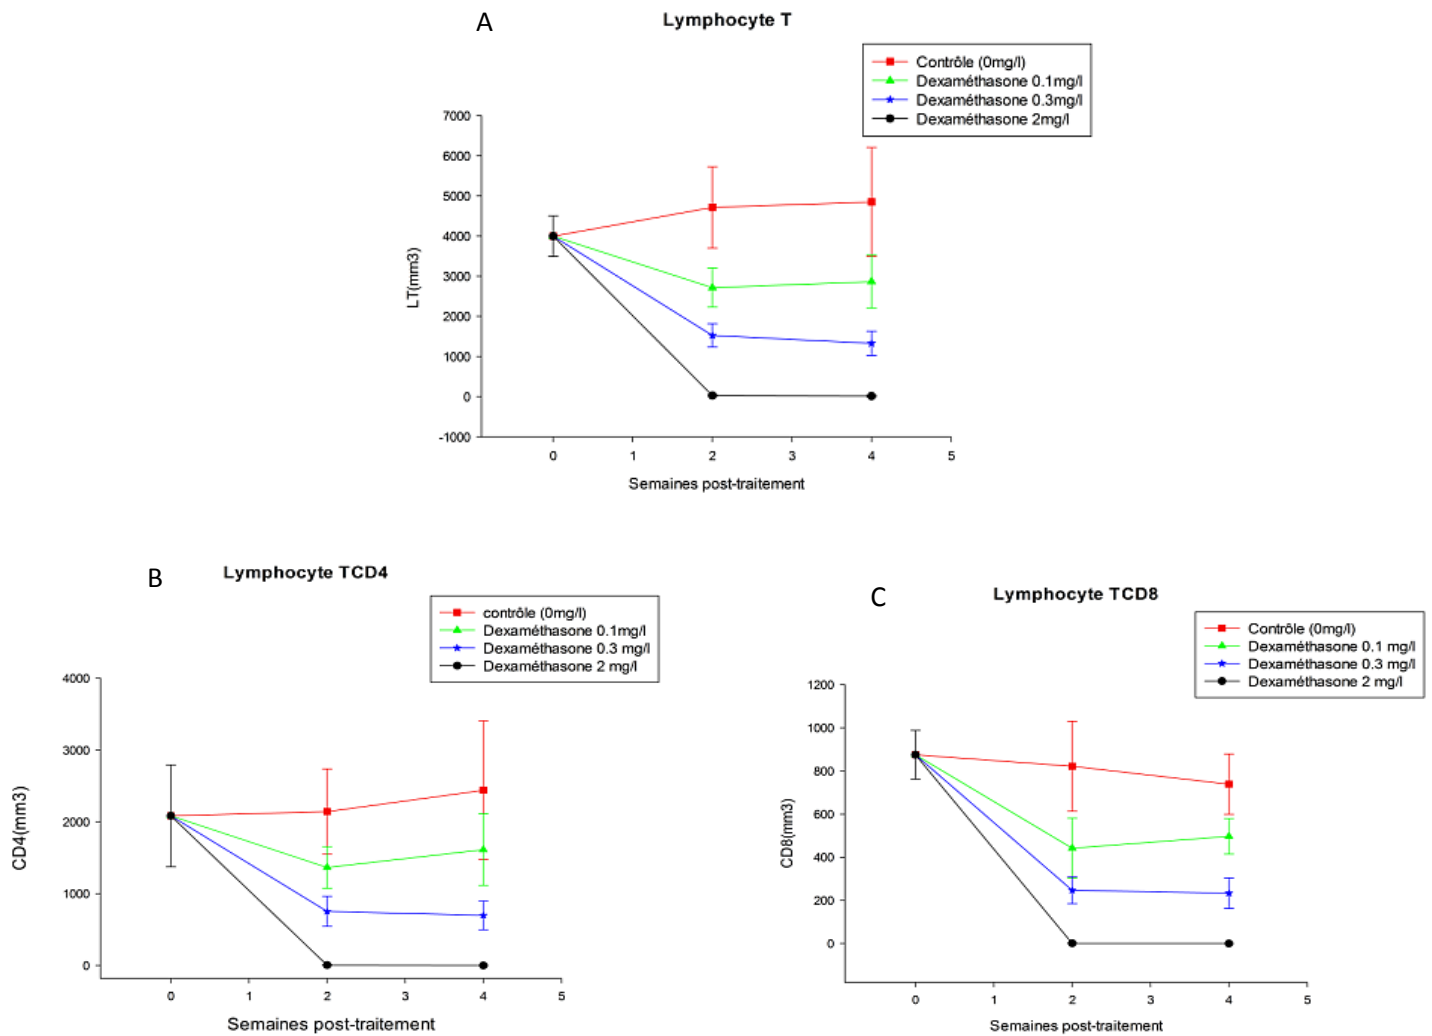 A
Lymphocyte T
Contrôle (0mg/l)
Dexaméthasone 0.1mg/l
Dexaméthasone 0.3mg/l
Dexaméthasone 2mg/l
7000
6000
5000
4000
3000
2000
1000
0
-1000
LT(mm3)
0 1 2 3 4 5
Semaines post-traitement
B
Lymphocyte TCD4
contrôle (0mg/l)
Dexaméthasone 0.1mg/l
Dexaméthasone 0.3 mg/l
Dexaméthasone 2 mg/l
4000
3000
2000
1000
0
CD4(mm3)
0 1 2 3 4 5
Semaines post-traitement
C
Lymphocyte TCD8
Contrôle (0mg/l)
Dexaméthasone 0.1 mg/l
Dexaméthasone 0.3 mg/l
Dexaméthasone 2 mg/l
1200
1000
800
600
400
200
0
CD8(mm3)
0 1 2 3 4 5
Semaines post-traitement